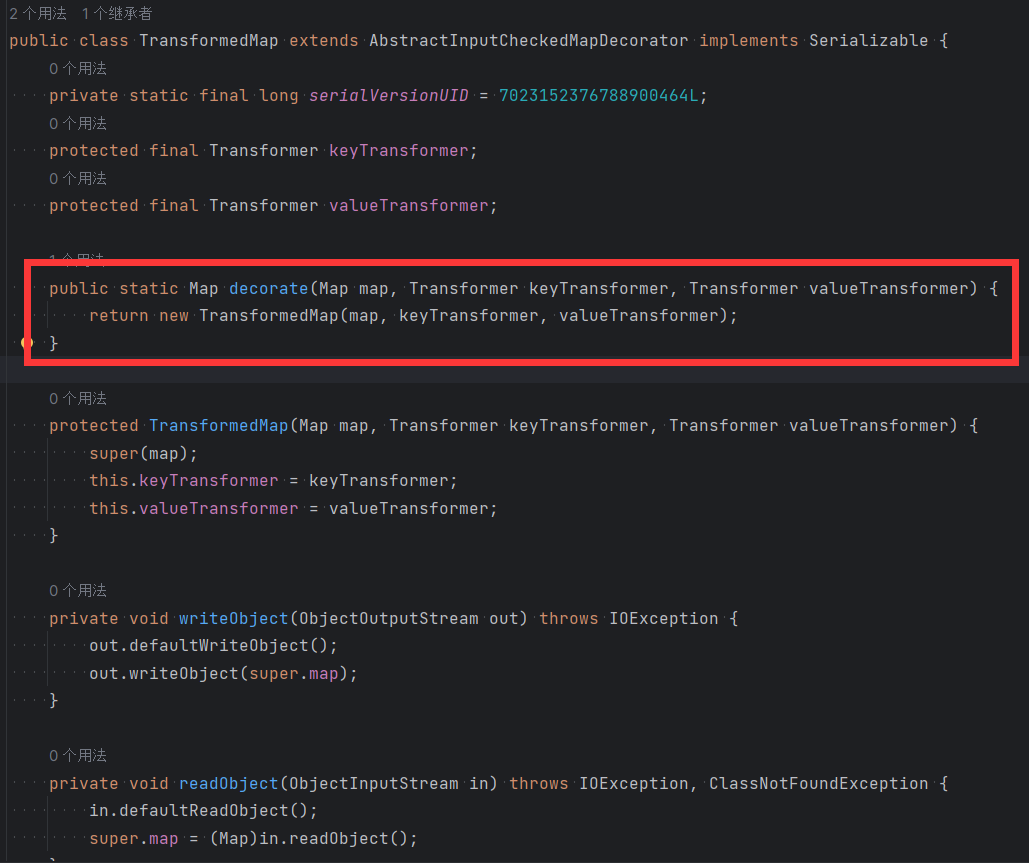 2 个用法   1 个继承者
public class TransformedMap extends AbstractInputCheckedMapDecorator implements Serializable {
0 个用法
private static final long serialVersionUID = 7023152376788900464L;
0 个用法
protected final Transformer keyTransformer;
0 个用法
protected final Transformer valueTransformer;
1 个用法
public static Map decorate(Map map, Transformer keyTransformer, Transformer valueTransformer) {
return new TransformedMap(map, keyTransformer, valueTransformer);
}
0 个用法
protected TransformedMap(Map map, Transformer keyTransformer, Transformer valueTransformer) {
super(map);
this.keyTransformer = keyTransformer;
this.valueTransformer = valueTransformer;
}
0 个用法
private void writeObject(ObjectOutputStream out) throws IOException {
out.defaultWriteObject();
out.writeObject(super.map);
}
0 个用法
private void readObject(ObjectInputStream in) throws IOException, ClassNotFoundException {
in.defaultReadObject();
super.map = (Map)in.readObject();
}